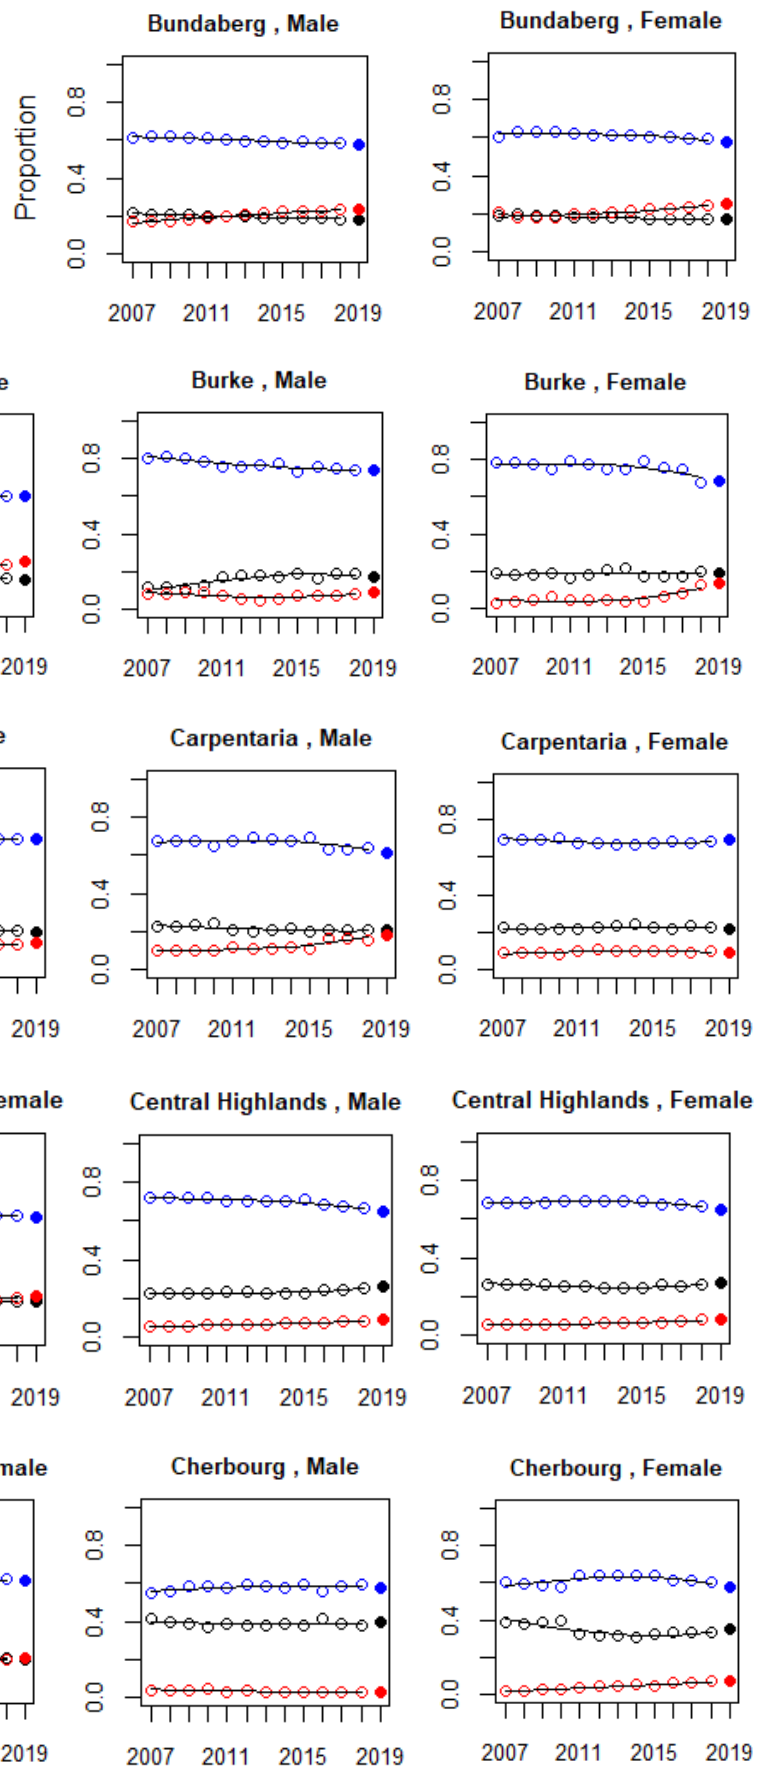 Bundaberg , Male
Bundaberg , Female
Proportion
0.8
0.4
0.0
0.8
0.4
0.0
2007 2011 2015 2019
2007 2011 2015 2019
e
Burke , Male
Burke , Female
0.8
0.4
0.0
0.8
0.4
0.0
2019
2007 2011 2015 2019
2007 2011 2015 2019
e
Carpentaria , Male
Carpentaria , Female
0.8
0.4
0.0
0.8
0.4
0.0
2019
2007 2011 2015 2019
2007 2011 2015 2019
emale
Central Highlands , Male
Central Highlands , Female
0.8
0.4
0.0
0.8
0.4
0.0
2019
2007 2011 2015 2019
2007 2011 2015 2019
male
Cherbourg , Male
Cherbourg , Female
0.8
0.4
0.0
0.8
0.4
0.0
2019
2007 2011 2015 2019
2007 2011 2015 2019